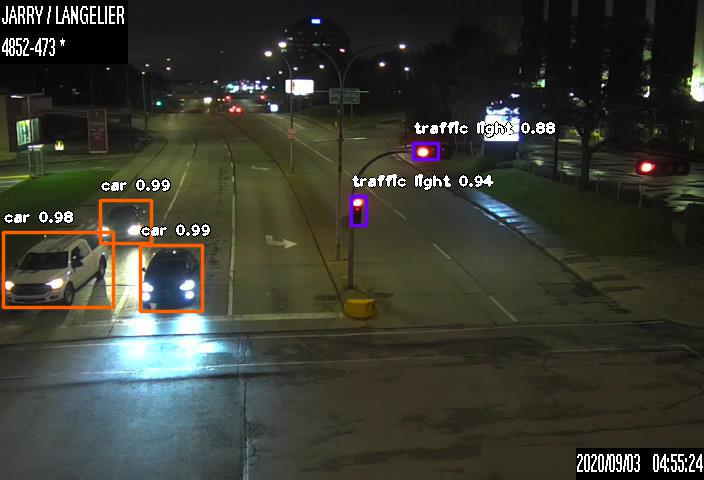 JARRY / LANGELIER
4852-473 *
traffic light 0.88
traffic light 0.94
car 0.99
car 0.98
car 0.99
2020/09/03 04:55:24